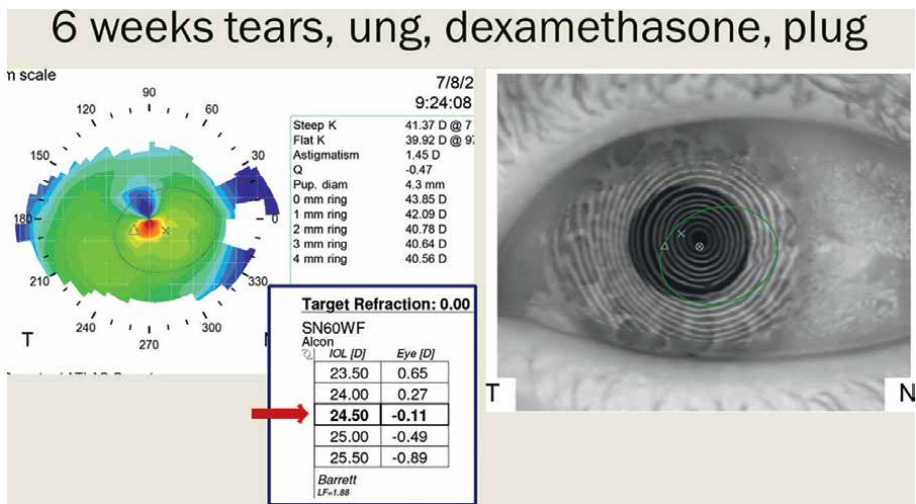 6 weeks tears, ung, dexamethasone, plug
m scale
7/8/2
9:24:08
90
120
60
150
30
180
0
210
330
240
300
270
T
Steep K 41.37 D @ 7
Flat K 39.92 D @ 97
Astigmatism 1.45 D
Q -0.47
Pup. diam 4.3 mm
0 mm ring 43.85 D
1 mm ring 42.09 D
2 mm ring 40.78 D
3 mm ring 40.64 D
4 mm ring 40.56 D
Target Refraction: 0.00
SN60WF
Alcon
IOL [D] Eye [D]
23.50 0.65
24.00 0.27
24.50 -0.11
25.00 -0.49
25.50 -0.89
Barrett
LF=1.88
T
N